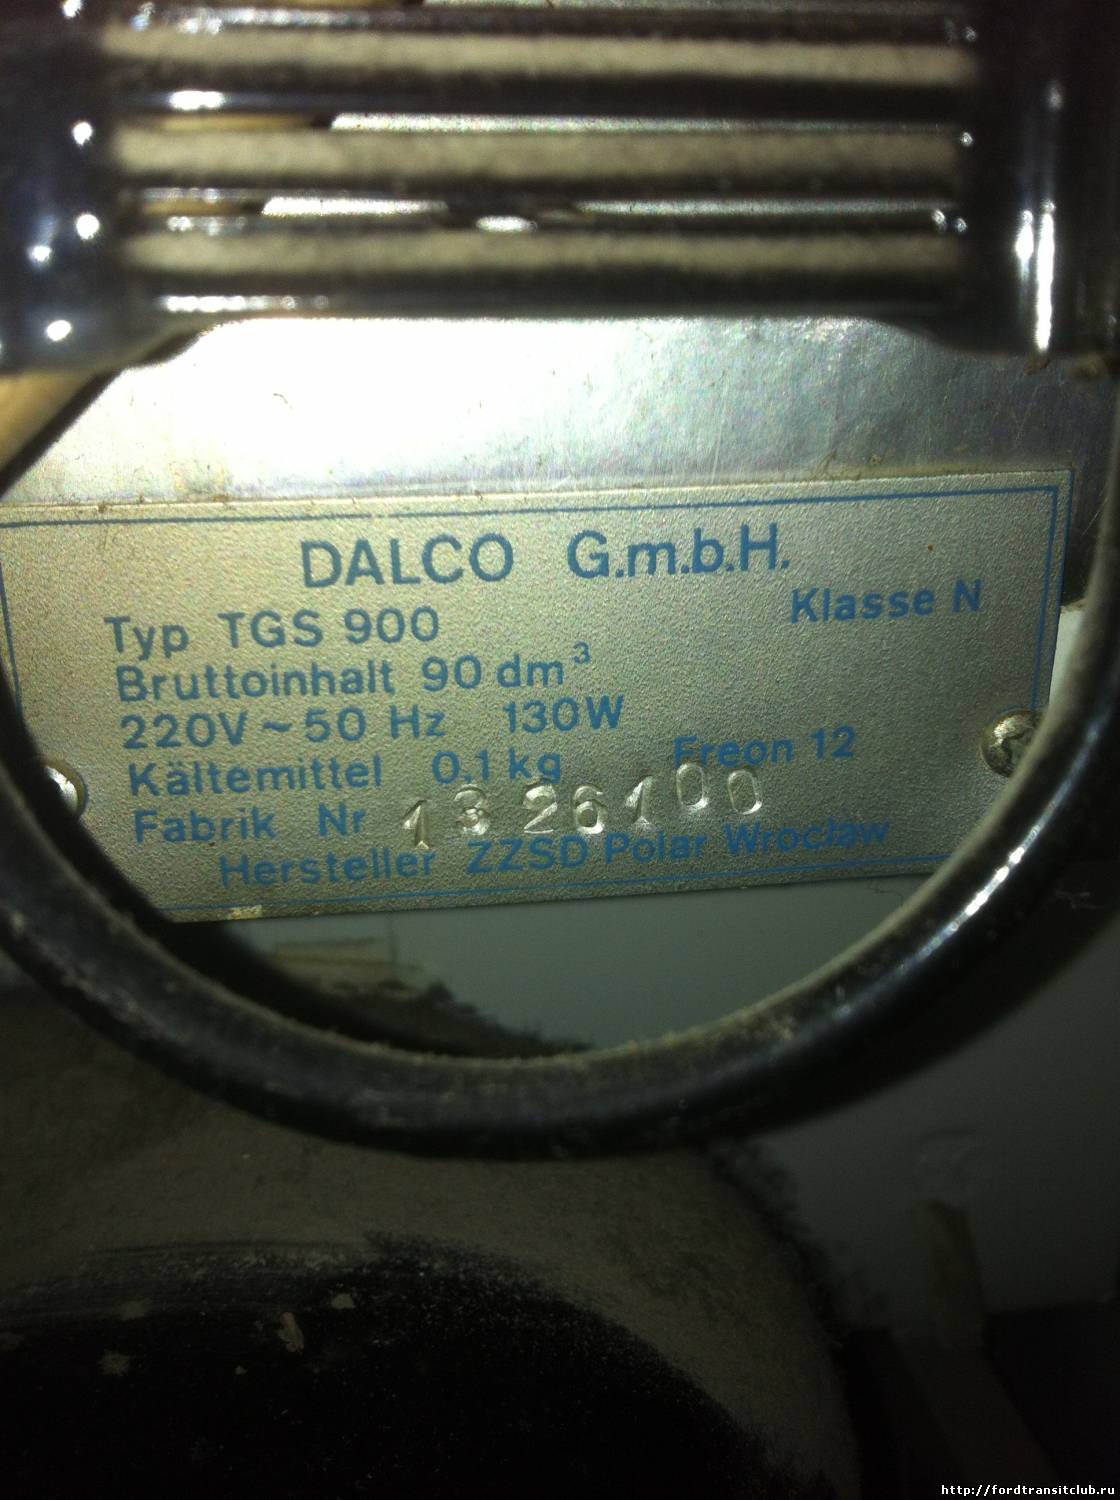 DALCO G.m.b.H.
Klasse N
Typ TGS 900
Bruttoinhalt 90 dm³
220V ~ 50 Hz 130W
Kältemittel 0,1 kg Freon 12
Fabrik Nr 1326100
Hersteller ZZSD Polar Wrocław
http://fordtransitclub.ru